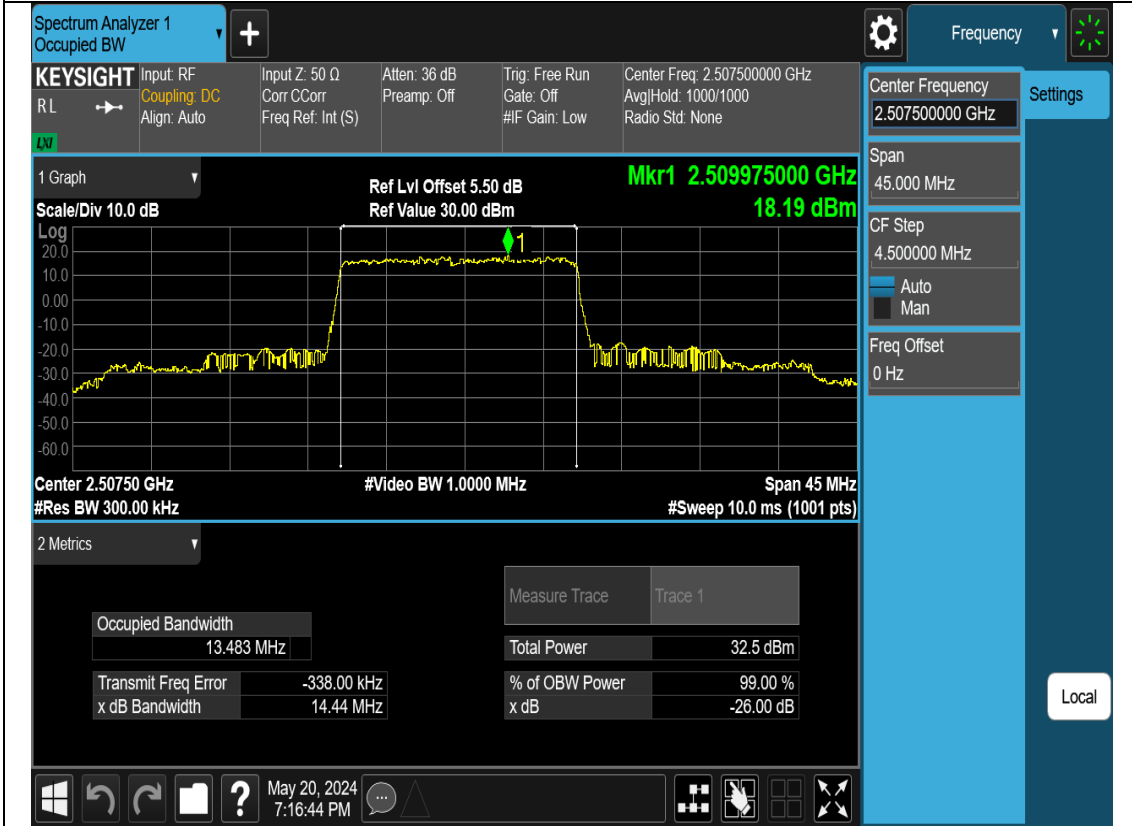 Spectrum Analyzer 1
Occupied BW
+
Frequency
KEYSIGHT
R L
LXI
Input: RF
Coupling: DC
Align: Auto
Input Z: 50 Ω
Corr CCorr
Freq Ref: Int (S)
Atten: 36 dB
Preamp: Off
Trig: Free Run
Gate: Off
#IF Gain: Low
Center Freq: 2.507500000 GHz
Avg|Hold: 1000/1000
Radio Std: None
Center Frequency
2.507500000 GHz
Settings
Span
45.000 MHz
CF Step
4.500000 MHz
Auto
Man
Freq Offset
0 Hz
Local
1 Graph
Ref Lvl Offset 5.50 dB
Mkr1 2.509975000 GHz
Scale/Div 10.0 dB
Ref Value 30.00 dBm
18.19 dBm
Log
1
20.0
10.0
0.00
-10.0
-20.0
-30.0
-40.0
-50.0
-60.0
Center 2.50750 GHz
#Video BW 1.0000 MHz
Span 45 MHz
#Res BW 300.00 kHz
#Sweep 10.0 ms (1001 pts)
2 Metrics
Measure Trace
Trace 1
Occupied Bandwidth
13.483 MHz
Total Power
32.5 dBm
Transmit Freq Error
-338.00 kHz
% of OBW Power
99.00 %
x dB Bandwidth
14.44 MHz
x dB
-26.00 dB
?
May 20, 2024
7:16:44 PM